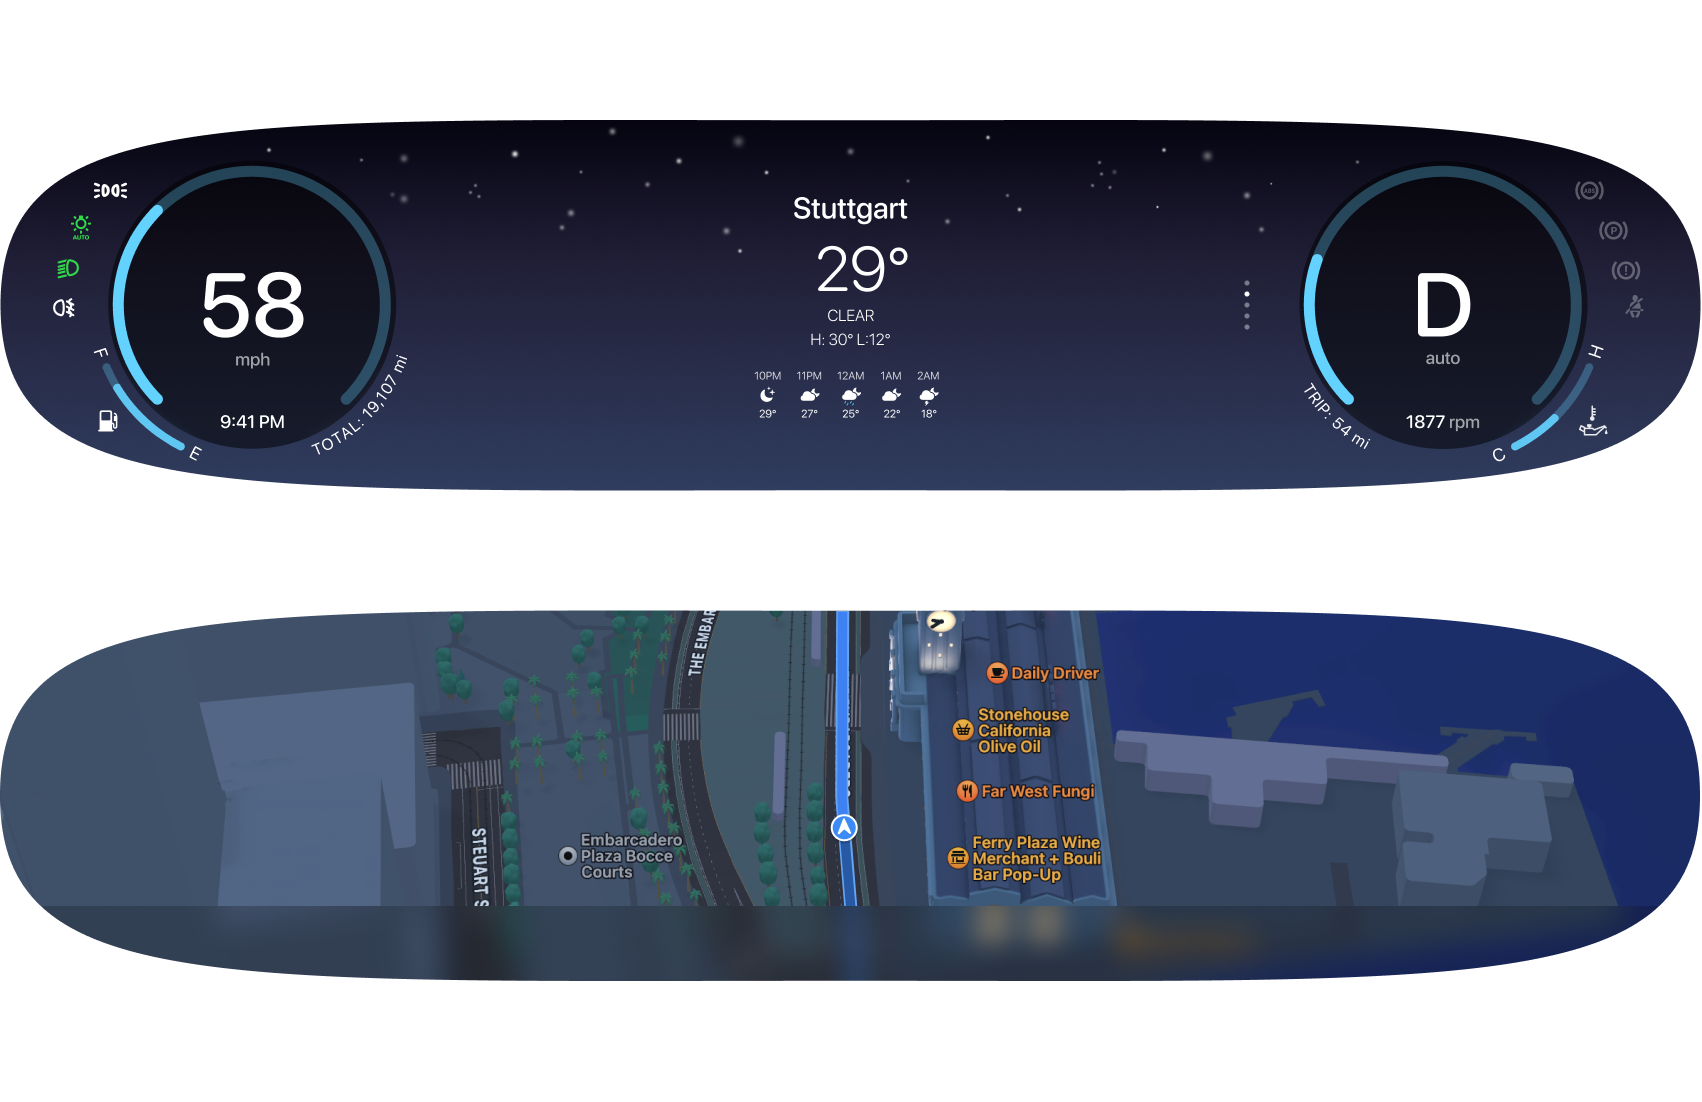 AUTO
58
mph
9:41 PM
F
E
TOTAL: 19,107 mi
Stuttgart
29°
CLEAR
H: 30° L:12°
10PM 11PM 12AM 1AM 2AM
29° 27° 25° 22° 18°
D
auto
1877 rpm
TRIP: 54 mi
ABS
P
H
C
THE EMBAR
Daily Driver
Stonehouse
California
Olive Oil
Far West Fungi
Ferry Plaza Wine
Merchant + Bouli
Bar Pop-Up
Embarcadero
Plaza Bocce
Courts
STEUART S